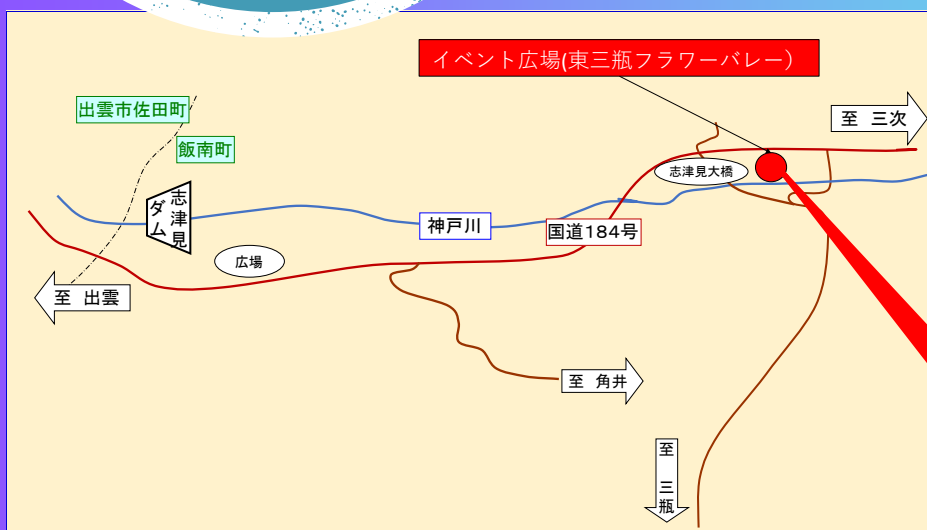 イベント広場(東三瓶フラワーバレー）
出雲市佐田町
至 三次
飯南町
志津見大橋
志津見
ダム
神戸川
国道184号
広場
至 出雲
至 角井
至 三瓶